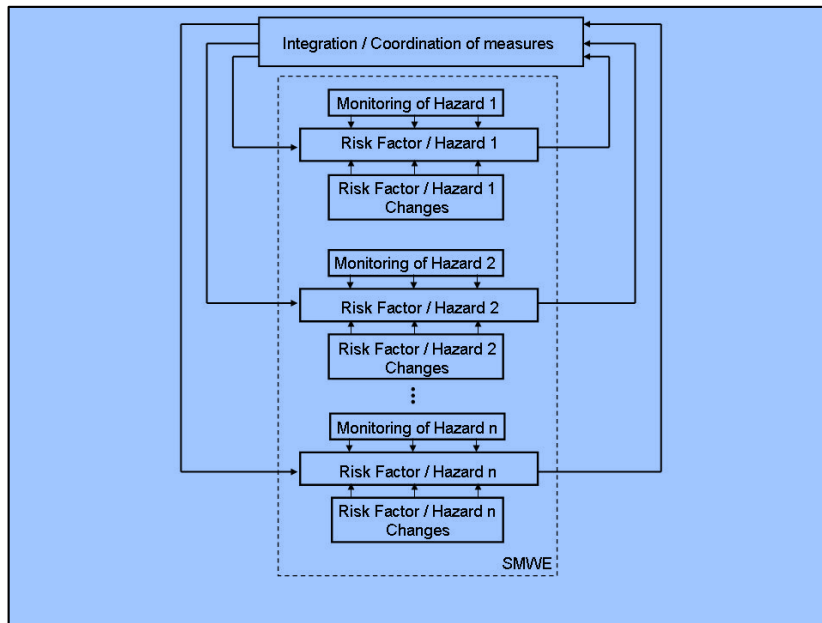 Integration / Coordination of measures
Monitoring of Hazard 1
Risk Factor / Hazard 1
Risk Factor / Hazard 1
Changes
Monitoring of Hazard 2
Risk Factor / Hazard 2
Risk Factor / Hazard 2
Changes
Monitoring of Hazard n
Risk Factor / Hazard n
Risk Factor / Hazard n
Changes
SMWE